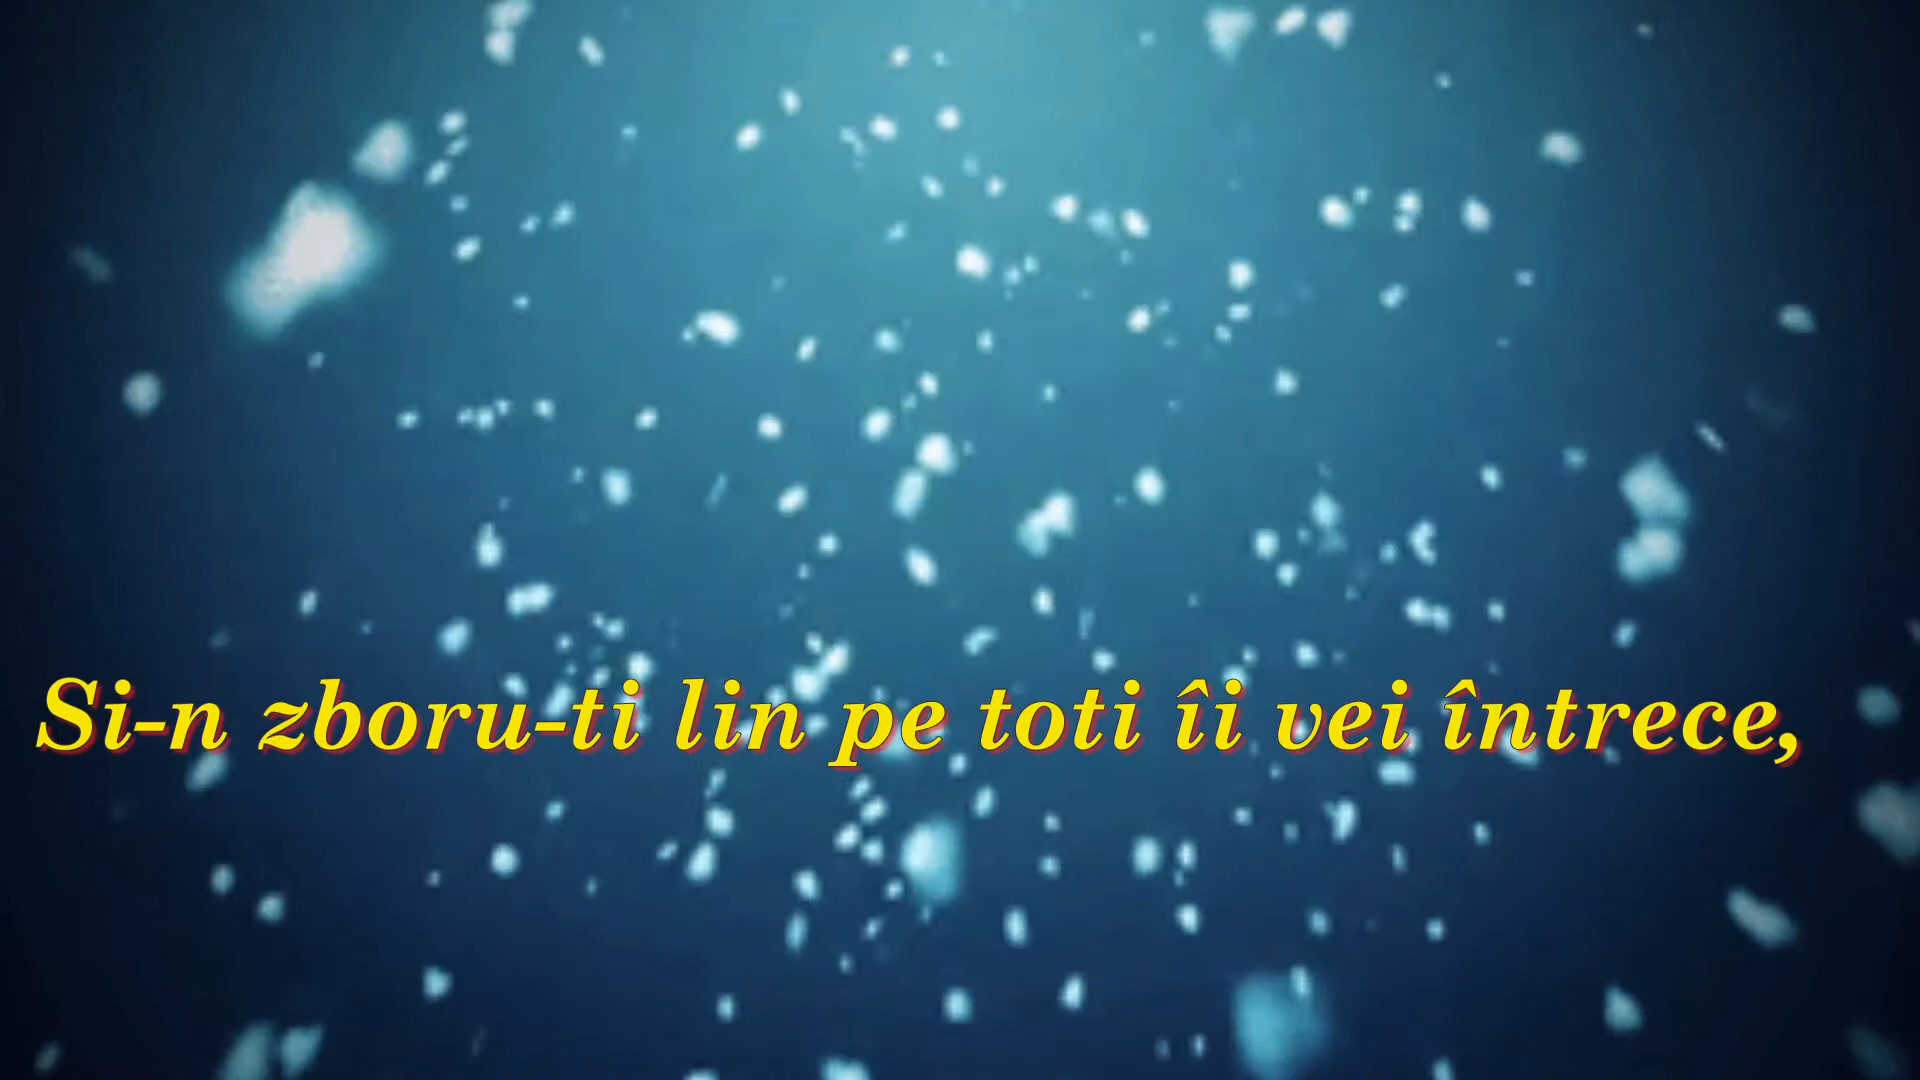 Si-n zboru-ti lin pe toti îi vei întrece,